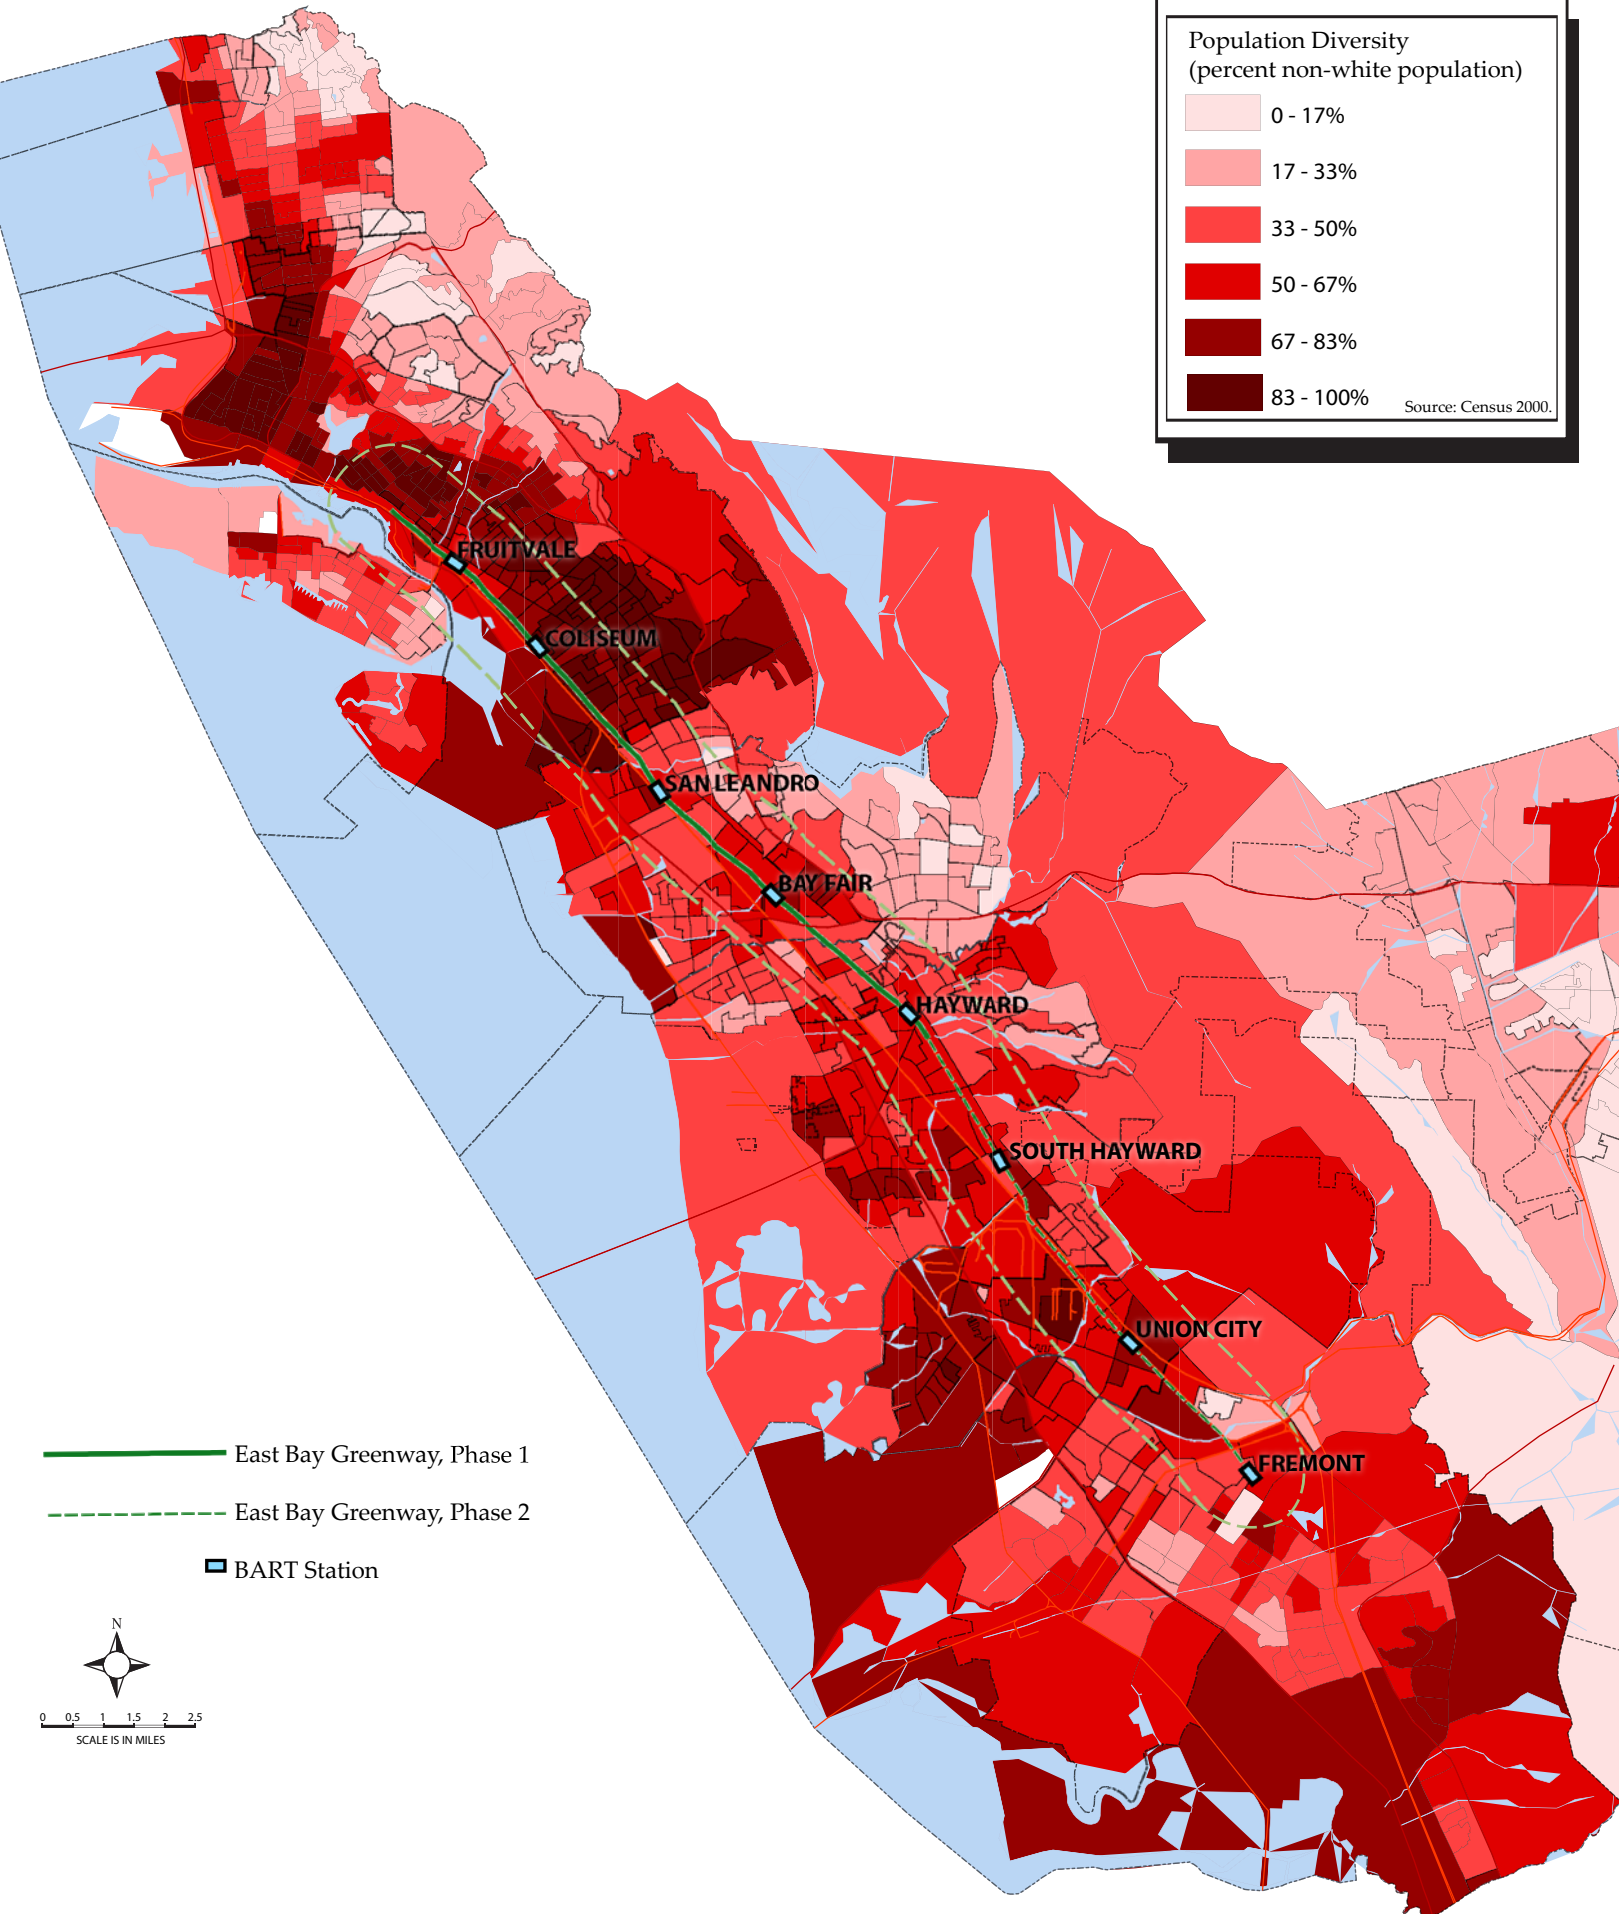 Population Diversity
(percent non-white population)
0 - 17%
17 - 33%
33 - 50%
50 - 67%
67 - 83%
83 - 100%
Source: Census 2000.
FRUITVALE
COLISEUM
SAN LEANDRO
BAY FAIR
HAYWARD
SOUTH HAYWARD
UNION CITY
FREMONT
East Bay Greenway, Phase 1
East Bay Greenway, Phase 2
BART Station
N
0 0.5 1 1.5 2 2.5
SCALE IS IN MILES